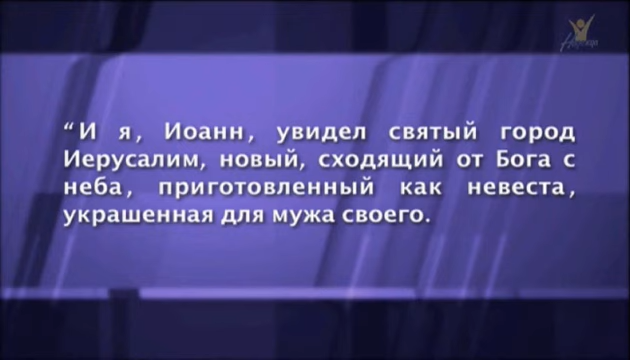 “И я, Иоанн, увидел святый город
Иерусалим, новый, сходящий от Бога с
неба, приготовленный как невеста,
украшенная для мужа своего.